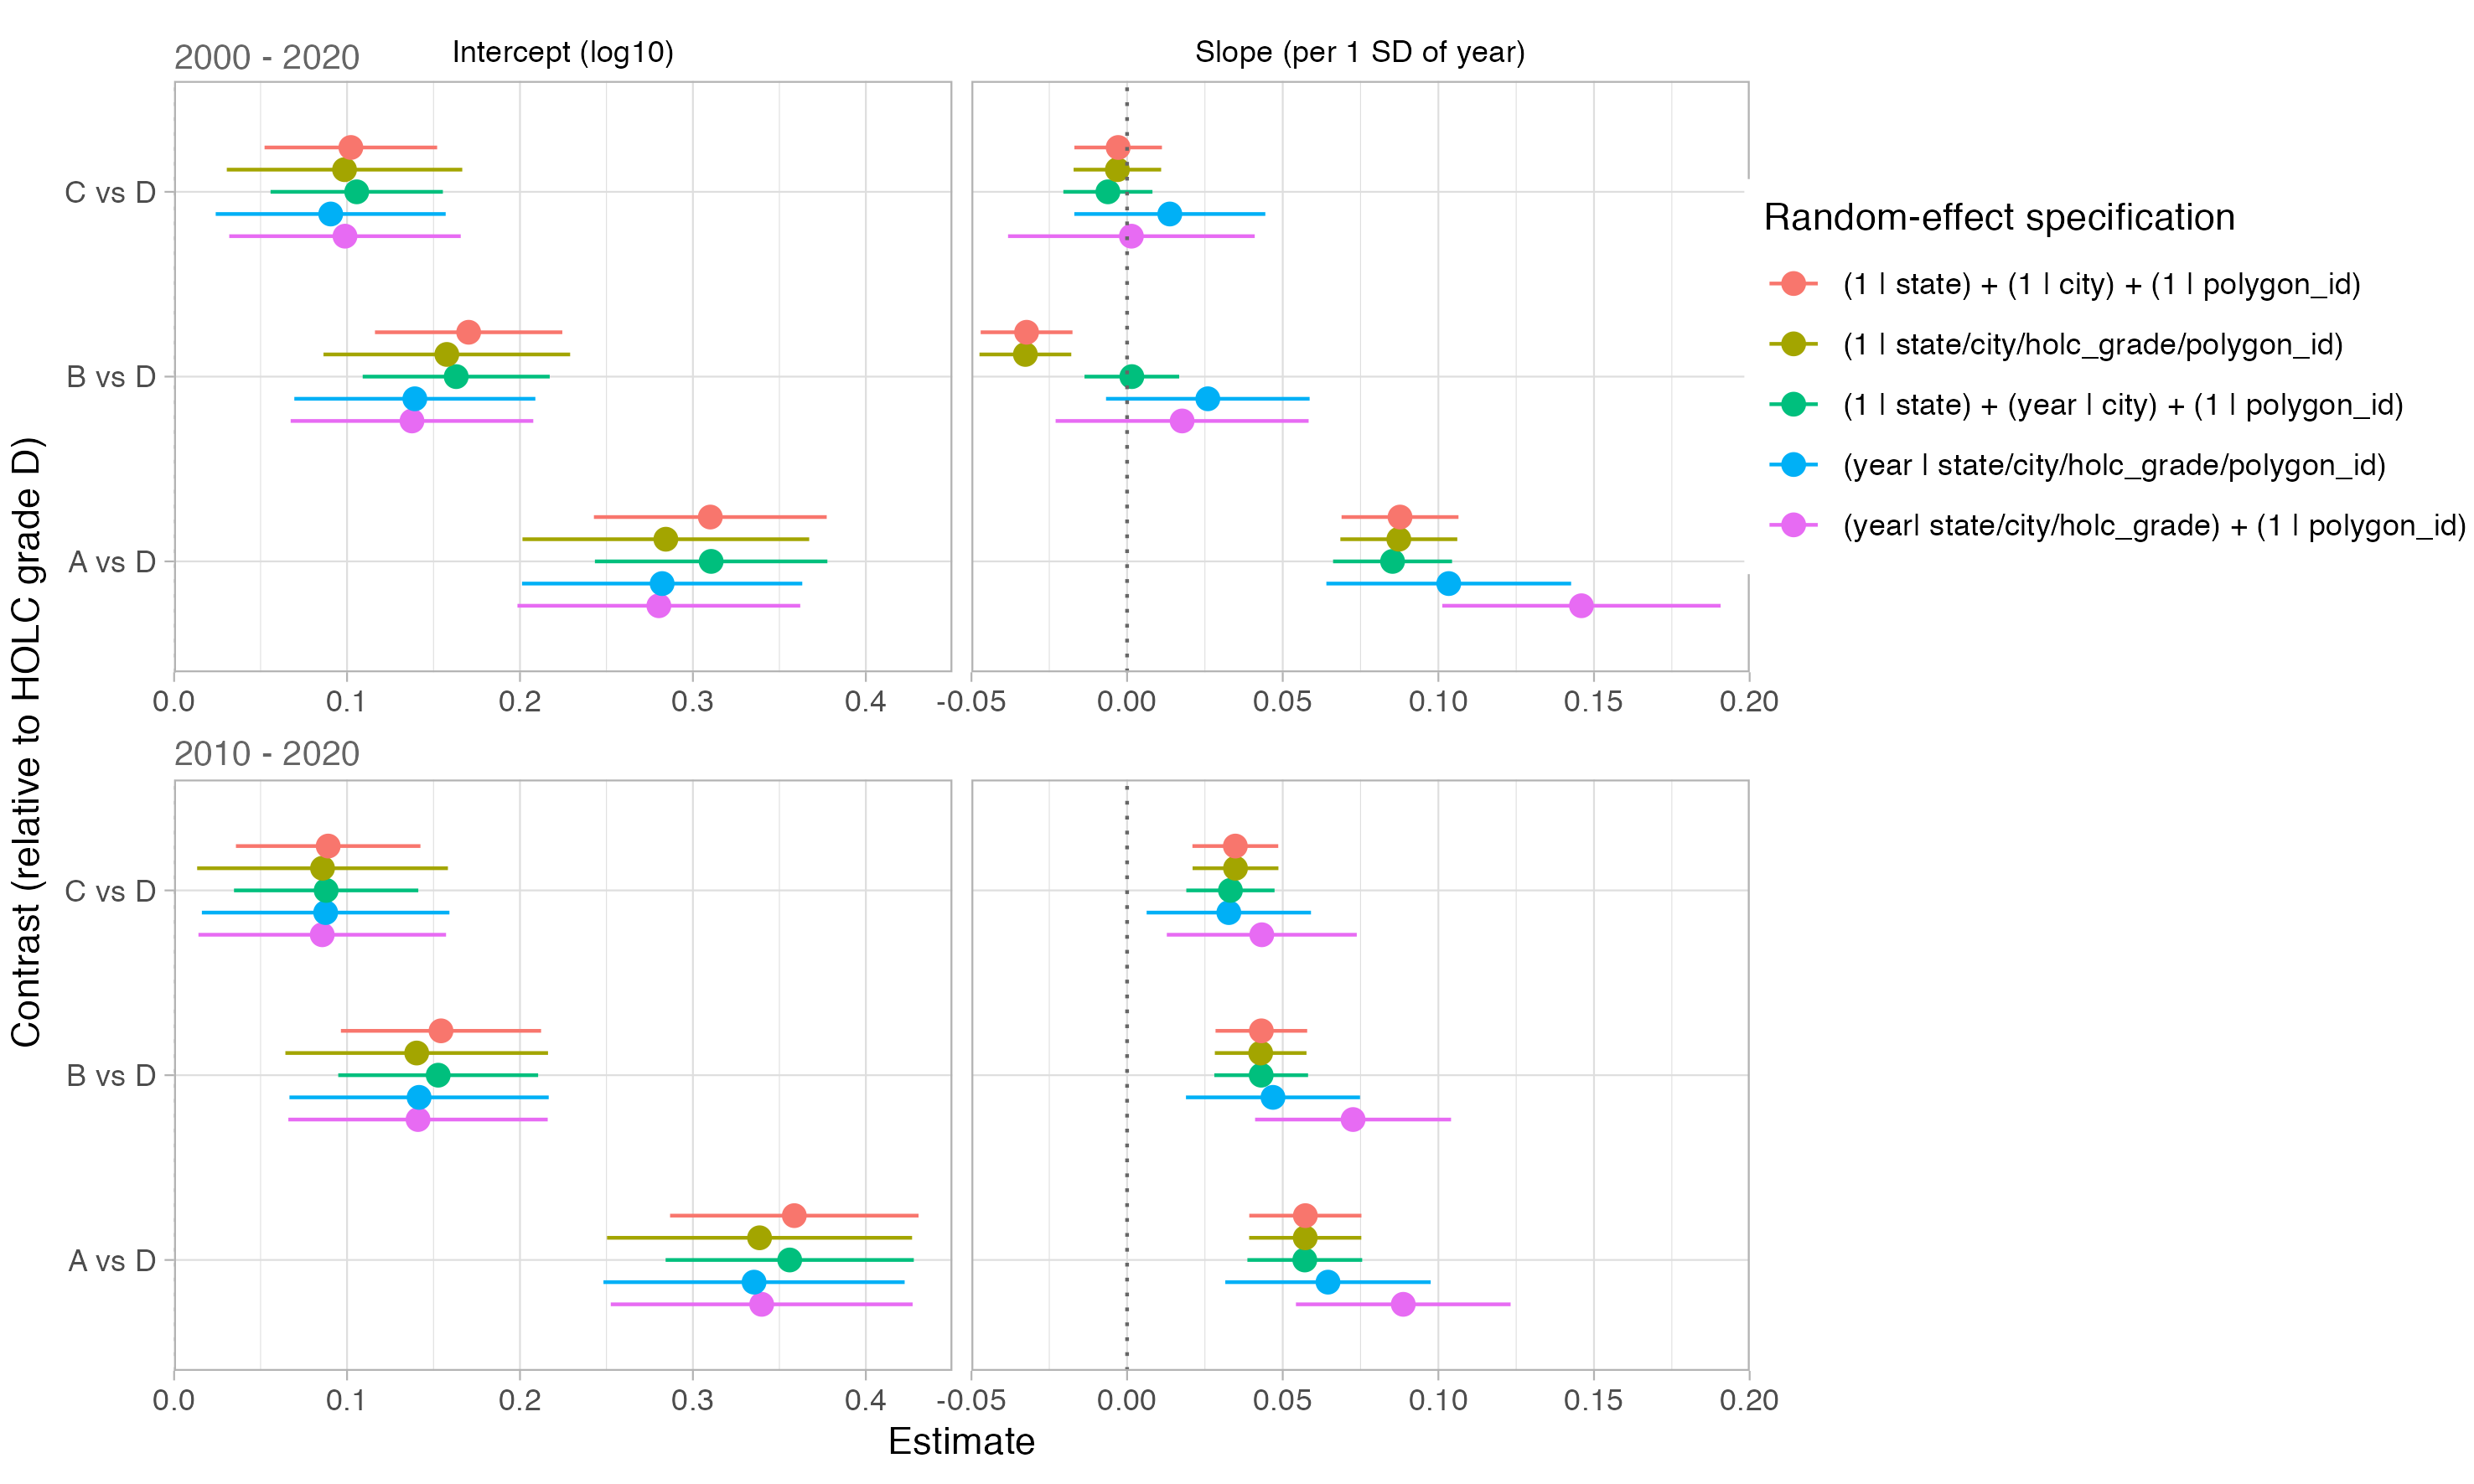 2000 - 2020
Intercept (log10)
Slope (per 1 SD of year)
C vs D
B vs D
A vs D
0.0 0.1 0.2 0.3 0.4
-0.05 0.00 0.05 0.10 0.15 0.20
Random-effect specification
(1 | state) + (1 | city) + (1 | polygon_id)
(1 | state/city/holc_grade/polygon_id)
(1 | state) + (year | city) + (1 | polygon_id)
(year | state/city/holc_grade/polygon_id)
(year| state/city/holc_grade) + (1 | polygon_id)
Contrast (relative to HOLC grade D)
2010 - 2020
C vs D
B vs D
A vs D
0.0 0.1 0.2 0.3 0.4
-0.05 0.00 0.05 0.10 0.15 0.20
Estimate